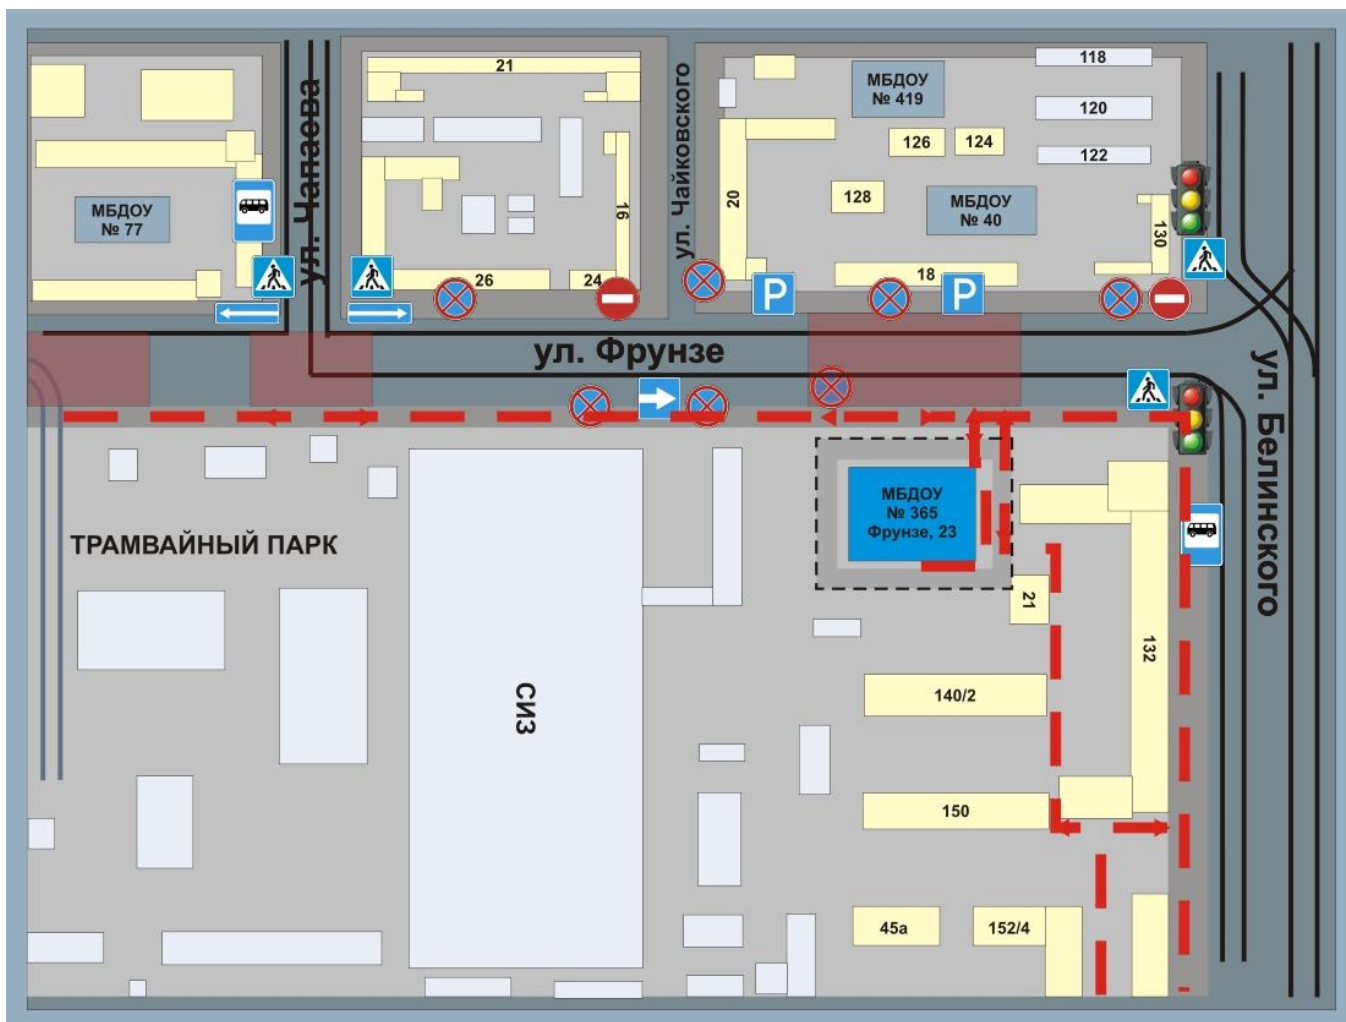 21
118
МБДОУ
№ 419
120
126
124
122
МБДОУ
№ 77
ул. Чапаева
16
ул. Чайковского
20
128
МБДОУ
№ 40
130
26
24
18
P
P
ул. Фрунзе
ул. Белинского
МБДОУ
№ 365
Фрунзе, 23
ТРАМВАЙНЫЙ ПАРК
21
132
СИЗ
140/2
150
45а
152/4